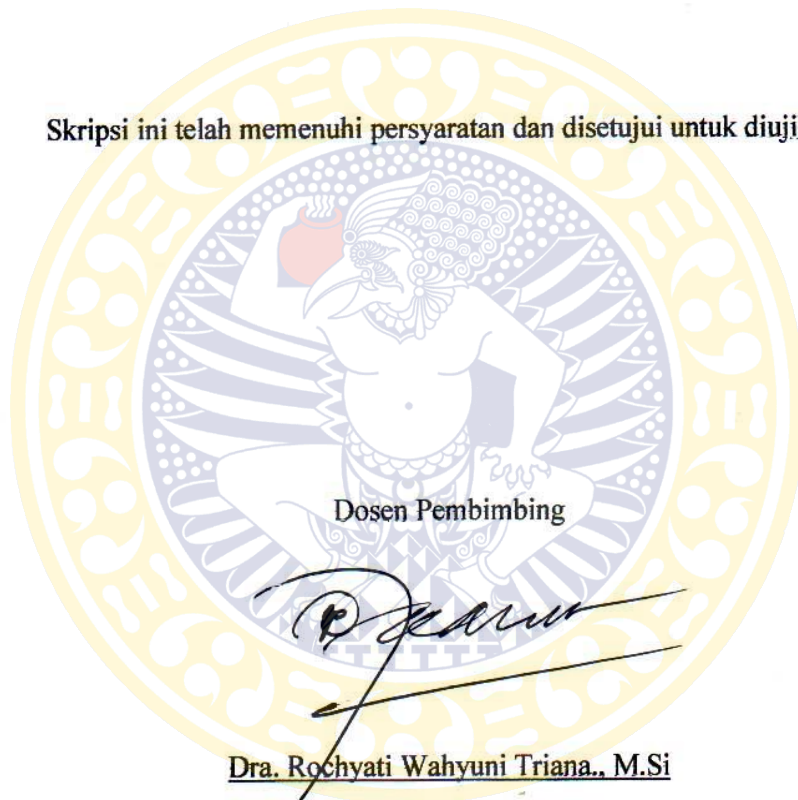 Skripsi ini telah memenuhi persyaratan dan disetujui untuk diuji
Dosen Pembimbing
Dra. Rochyati Wahyuni Triana., M.Si